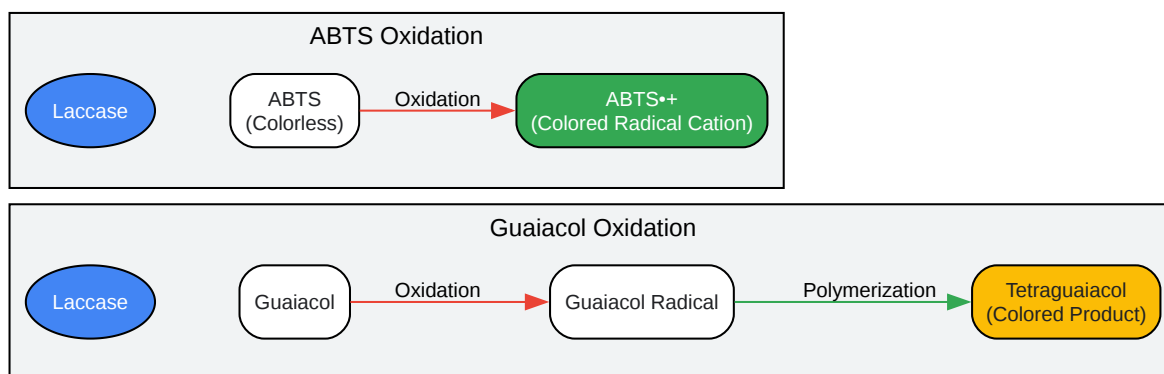 ABTS Oxidation
Laccase
ABTS
(Colorless)
Oxidation
ABTS•+
(Colored Radical Cation)
Guaiacol Oxidation
Laccase
Guaiacol
Oxidation
Guaiacol Radical
Polymerization
Tetraguaiacol
(Colored Product)